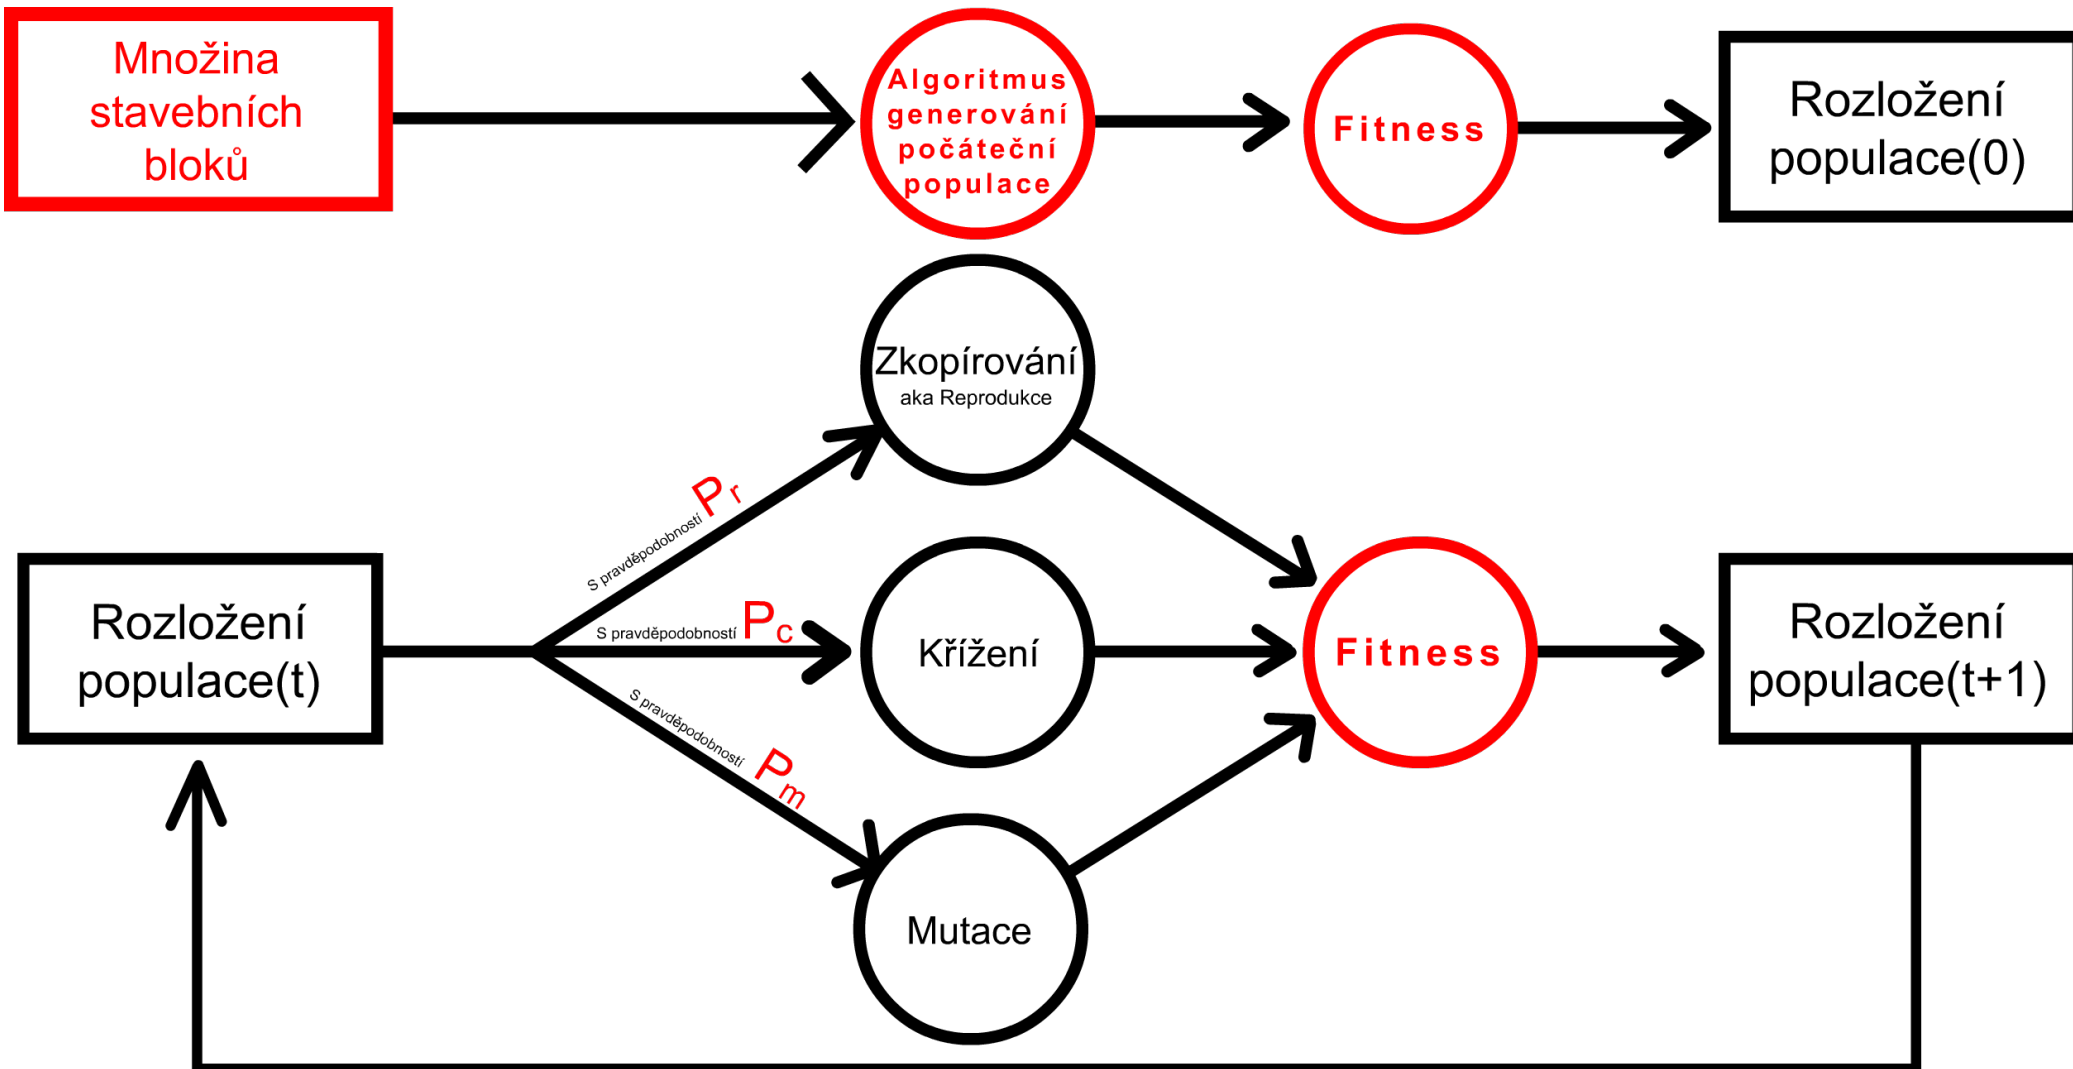 Množina
stavebních
bloků
Algoritmus
generování
počáteční
populace
Fitness
Rozložení
populace(0)
Zkopírování
aka Reprodukce
S pravděpodobností Pr
Rozložení
populace(t)
S pravděpodobností Pc
Křížení
Fitness
Rozložení
populace(t+1)
S pravděpodobností Pm
Mutace